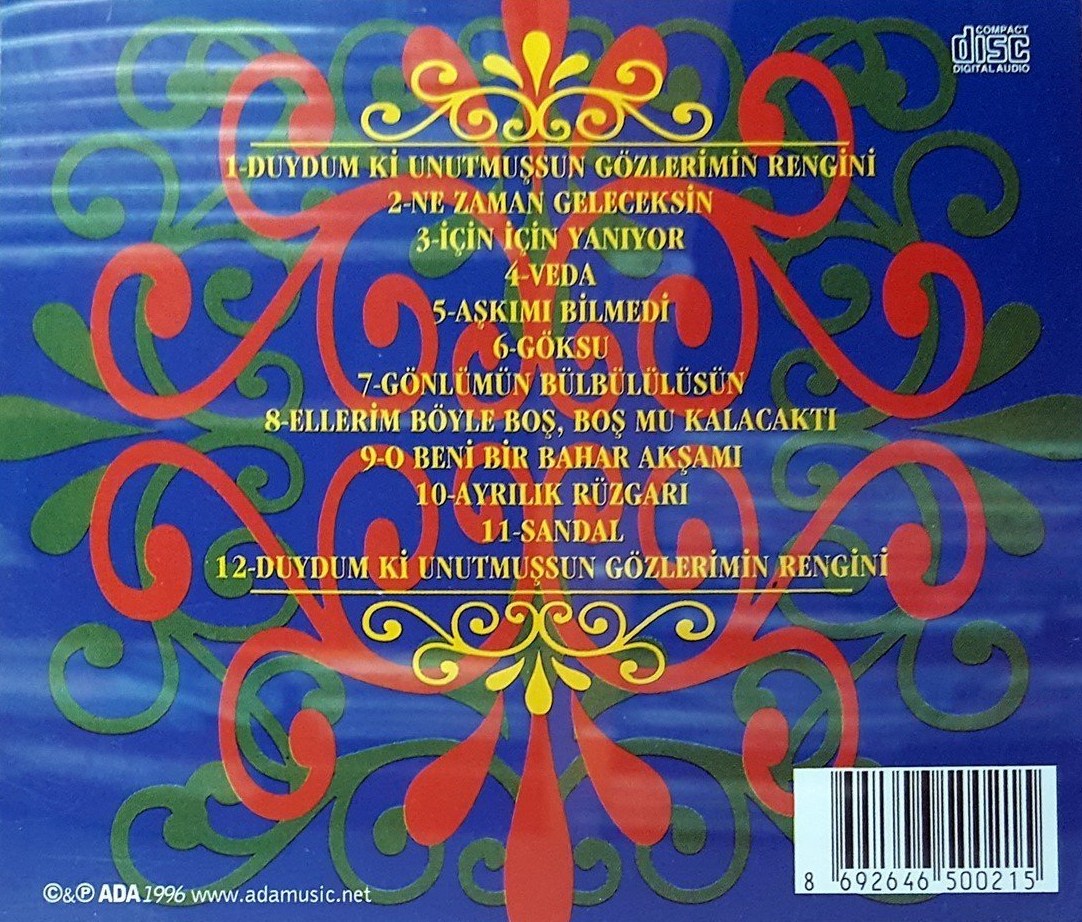 COMPACT
disc
DIGITAL AUDIO
1-DUYDUM Kİ UNUTMUŞSUN GÖZLERİMİN RENGİNİ
2-NE ZAMAN GELECEKSİN
3-İÇİN İÇİN YANIYOR
4-VEDA
5-AŞKIMI BİLMEDİ
6-GÖKSU
7-GÖNLÜMÜN BÜLBÜLÜLÜSÜN
8-ELLERİM BÖYLE BOŞ, BOŞ MU KALACAKTI
9-O BENİ BİR BAHAR AKŞAMI
10-AYRILIK RÜZGARI
11-SANDAL
12-DUYDUM Kİ UNUTMUŞSUN GÖZLERİMİN RENGİNİ
©&℗ ADA 1996 www.adamusic.net
8 692646 500215